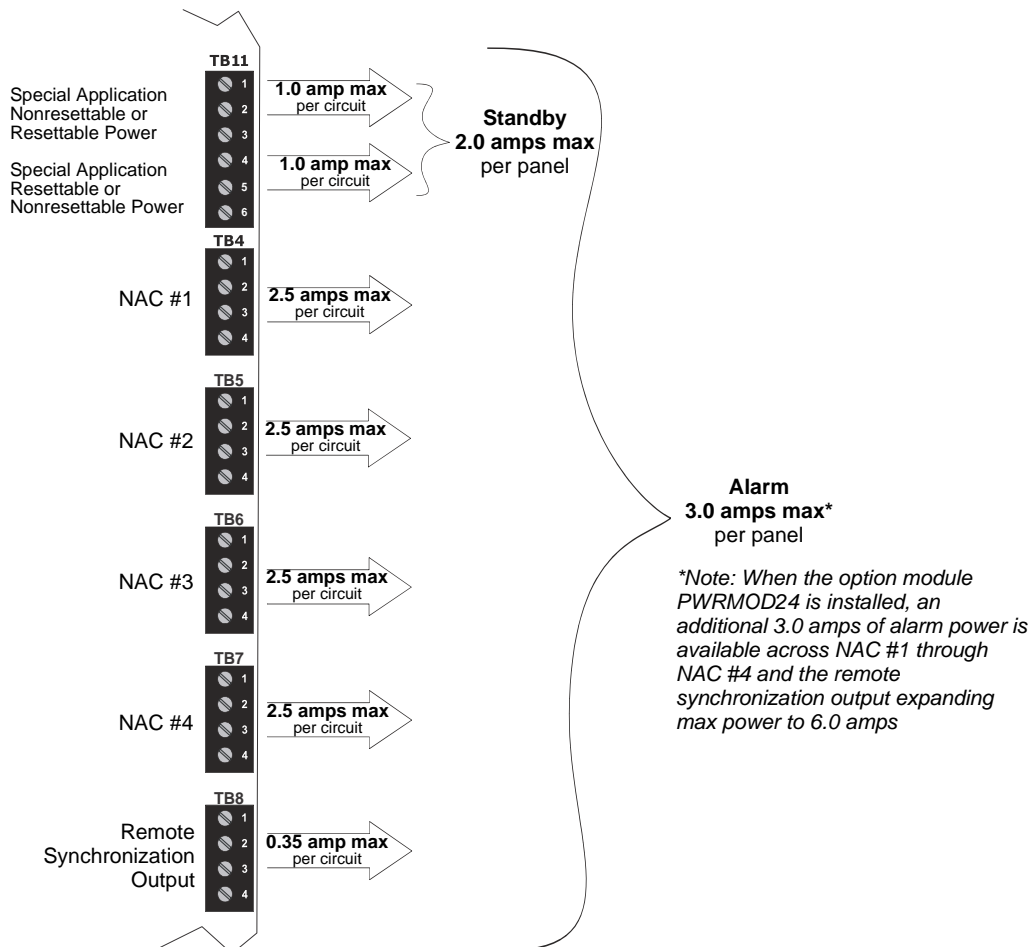 TB11
1
2
3
4
5
6
Special Application
Nonresettable or
Resettable Power
Special Application
Resettable or
Nonresettable Power
1.0 amp max
per circuit
1.0 amp max
per circuit
Standby
2.0 amps max
per panel
TB4
1
2
3
4
NAC #1
2.5 amps max
per circuit
TB5
1
2
3
4
NAC #2
2.5 amps max
per circuit
TB6
1
2
3
4
NAC #3
2.5 amps max
per circuit
TB7
1
2
3
4
NAC #4
2.5 amps max
per circuit
TB8
1
2
3
4
Remote
Synchronization
Output
0.35 amp max
per circuit
Alarm
3.0 amps max*
per panel
*Note: When the option module
PWRMOD24 is installed, an
additional 3.0 amps of alarm power is
available across NAC #1 through
NAC #4 and the remote
synchronization output expanding
max power to 6.0 amps